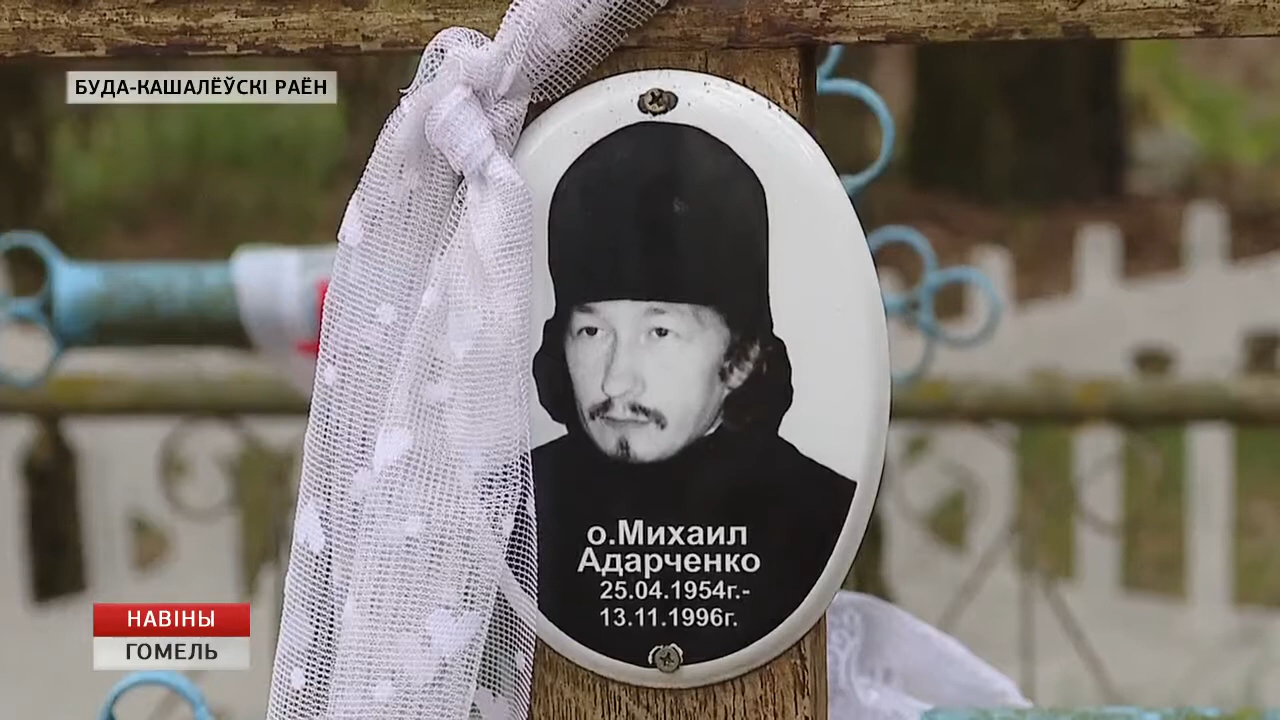 БУДА-КАШАЛЁЎСКІ РАЁН
о.Михаил
Адарченко
25.04.1954г.-
13.11.1996г.
НАВІНЫ
ГОМЕЛЬ